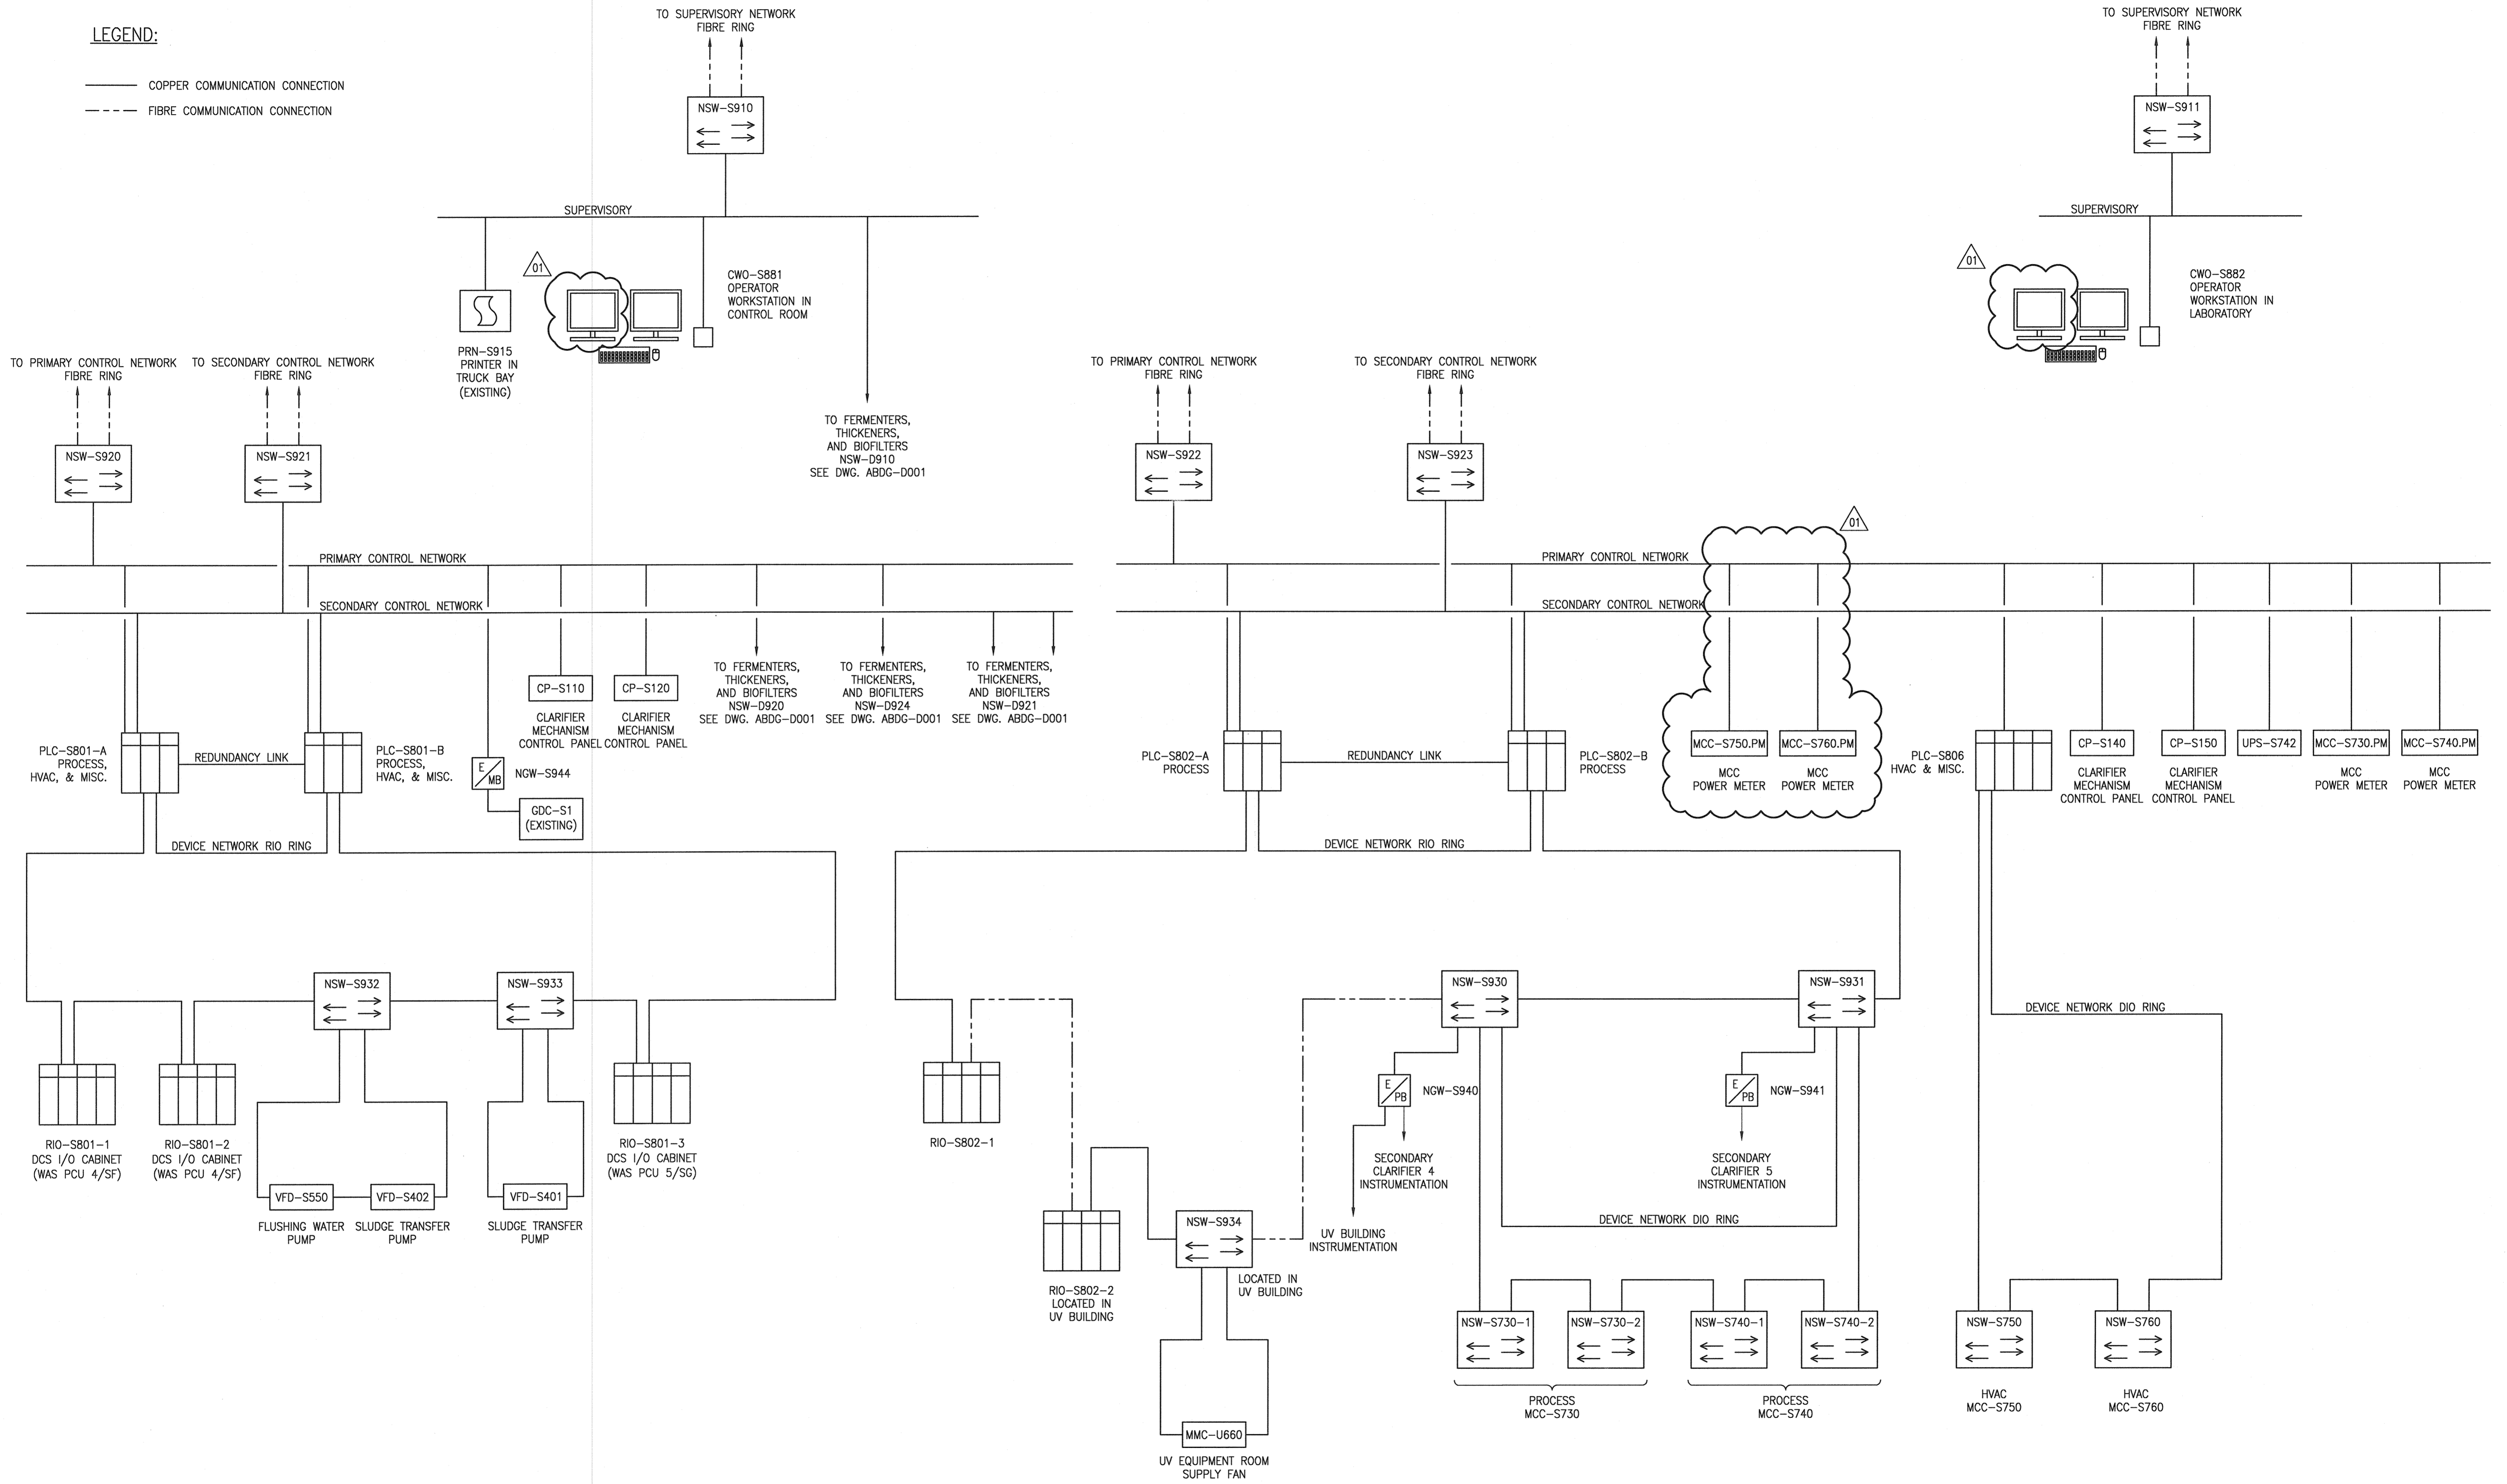 LEGEND:
COPPER COMMUNICATION CONNECTION
FIBRE COMMUNICATION CONNECTION
TO SUPERVISORY NETWORK
FIBRE RING
NSW-S910
SUPERVISORY
01
CWO-S881
OPERATOR
WORKSTATION IN
CONTROL ROOM
PRN-S915
PRINTER IN
TRUCK BAY
(EXISTING)
TO FERMENTERS,
THICKENERS,
AND BIOFILTERS
NSW-D910
SEE DWG. ABDG-D001
TO SUPERVISORY NETWORK
FIBRE RING
NSW-S911
SUPERVISORY
01
CWO-S882
OPERATOR
WORKSTATION IN
LABORATORY
TO PRIMARY CONTROL NETWORK
FIBRE RING
NSW-S920
TO SECONDARY CONTROL NETWORK
FIBRE RING
NSW-S921
PRIMARY CONTROL NETWORK
SECONDARY CONTROL NETWORK
CP-S110
CLARIFIER
MECHANISM
CONTROL PANEL
CP-S120
CLARIFIER
MECHANISM
CONTROL PANEL
TO FERMENTERS,
THICKENERS,
AND BIOFILTERS
NSW-D920
SEE DWG. ABDG-D001
TO FERMENTERS,
THICKENERS,
AND BIOFILTERS
NSW-D924
SEE DWG. ABDG-D001
TO FERMENTERS,
THICKENERS,
AND BIOFILTERS
NSW-D921
SEE DWG. ABDG-D001
PLC-S801-A
PROCESS,
HVAC, & MISC.
REDUNDANCY LINK
PLC-S801-B
PROCESS,
HVAC, & MISC.
E
MB
NGW-S944
GDC-S1
(EXISTING)
DEVICE NETWORK RIO RING
NSW-S932
NSW-S933
RIO-S801-1
DCS I/O CABINET
(WAS PCU 4/SF)
RIO-S801-2
DCS I/O CABINET
(WAS PCU 4/SF)
RIO-S801-3
DCS I/O CABINET
(WAS PCU 5/SG)
VFD-S550
FLUSHING WATER
PUMP
VFD-S402
SLUDGE TRANSFER
PUMP
VFD-S401
SLUDGE TRANSFER
PUMP
TO PRIMARY CONTROL NETWORK
FIBRE RING
NSW-S922
TO SECONDARY CONTROL NETWORK
FIBRE RING
NSW-S923
PRIMARY CONTROL NETWORK
SECONDARY CONTROL NETWORK
01
PLC-S802-A
PROCESS
REDUNDANCY LINK
PLC-S802-B
PROCESS
MCC-S750.PM
MCC
POWER METER
MCC-S760.PM
MCC
POWER METER
PLC-S806
HVAC & MISC.
CP-S140
CLARIFIER
MECHANISM
CONTROL PANEL
CP-S150
CLARIFIER
MECHANISM
CONTROL PANEL
UPS-S742
MCC-S730.PM
MCC
POWER METER
MCC-S740.PM
MCC
POWER METER
DEVICE NETWORK RIO RING
NSW-S930
NSW-S931
DEVICE NETWORK DIO RING
RIO-S802-1
E
PB
NGW-S940
E
PB
NGW-S941
SECONDARY
CLARIFIER 4
INSTRUMENTATION
SECONDARY
CLARIFIER 5
INSTRUMENTATION
UV BUILDING
INSTRUMENTATION
DEVICE NETWORK DIO RING
RIO-S802-2
LOCATED IN
UV BUILDING
NSW-S934
LOCATED IN
UV BUILDING
MMC-U660
UV EQUIPMENT ROOM
SUPPLY FAN
NSW-S730-1
NSW-S730-2
PROCESS
MCC-S730
NSW-S740-1
NSW-S740-2
PROCESS
MCC-S740
NSW-S750
HVAC
MCC-S750
NSW-S760
HVAC
MCC-S760